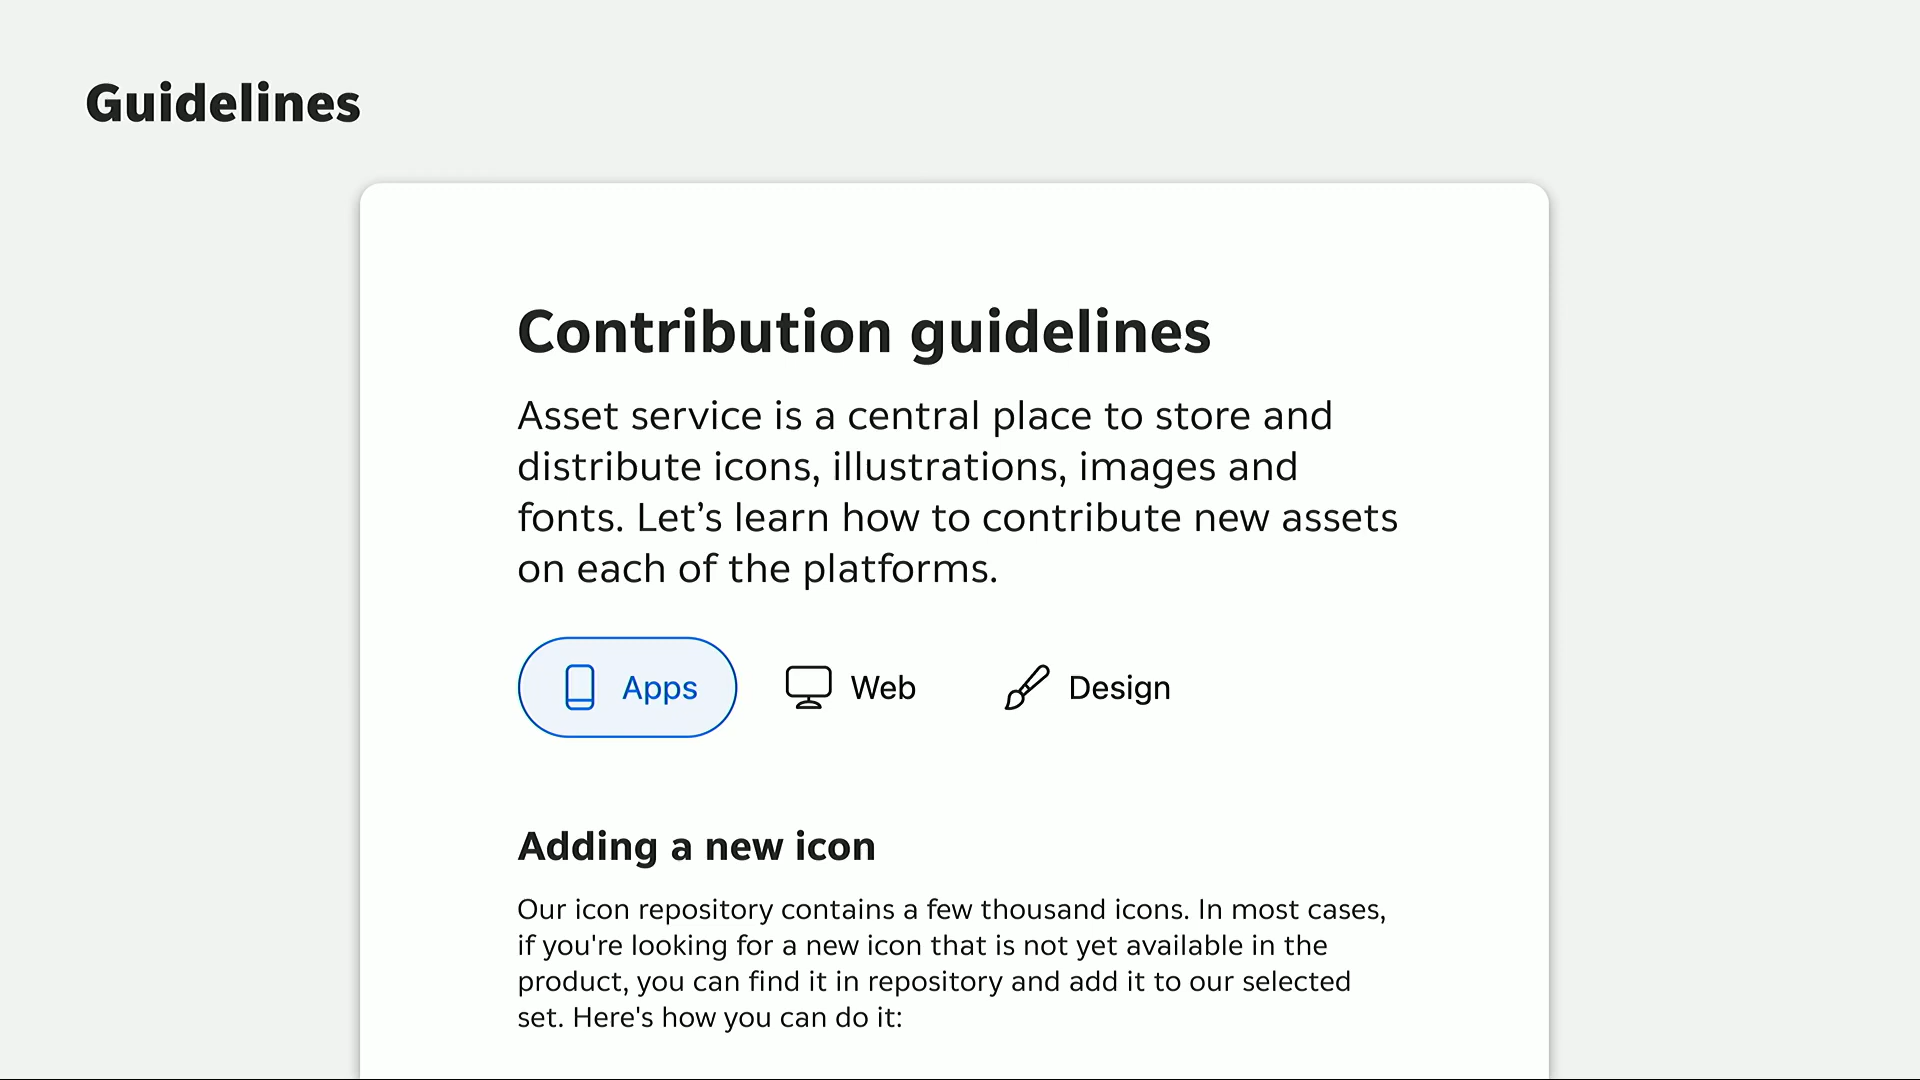 Guidelines
Contribution guidelines
Asset service is a central place to store and
distribute icons, illustrations, images and
fonts. Let’s learn how to contribute new assets
on each of the platforms.
Apps Web Design
Adding a new icon
Our icon repository contains a few thousand icons. In most cases,
if you're looking for a new icon that is not yet available in the
product, you can find it in repository and add it to our selected
set. Here's how you can do it: